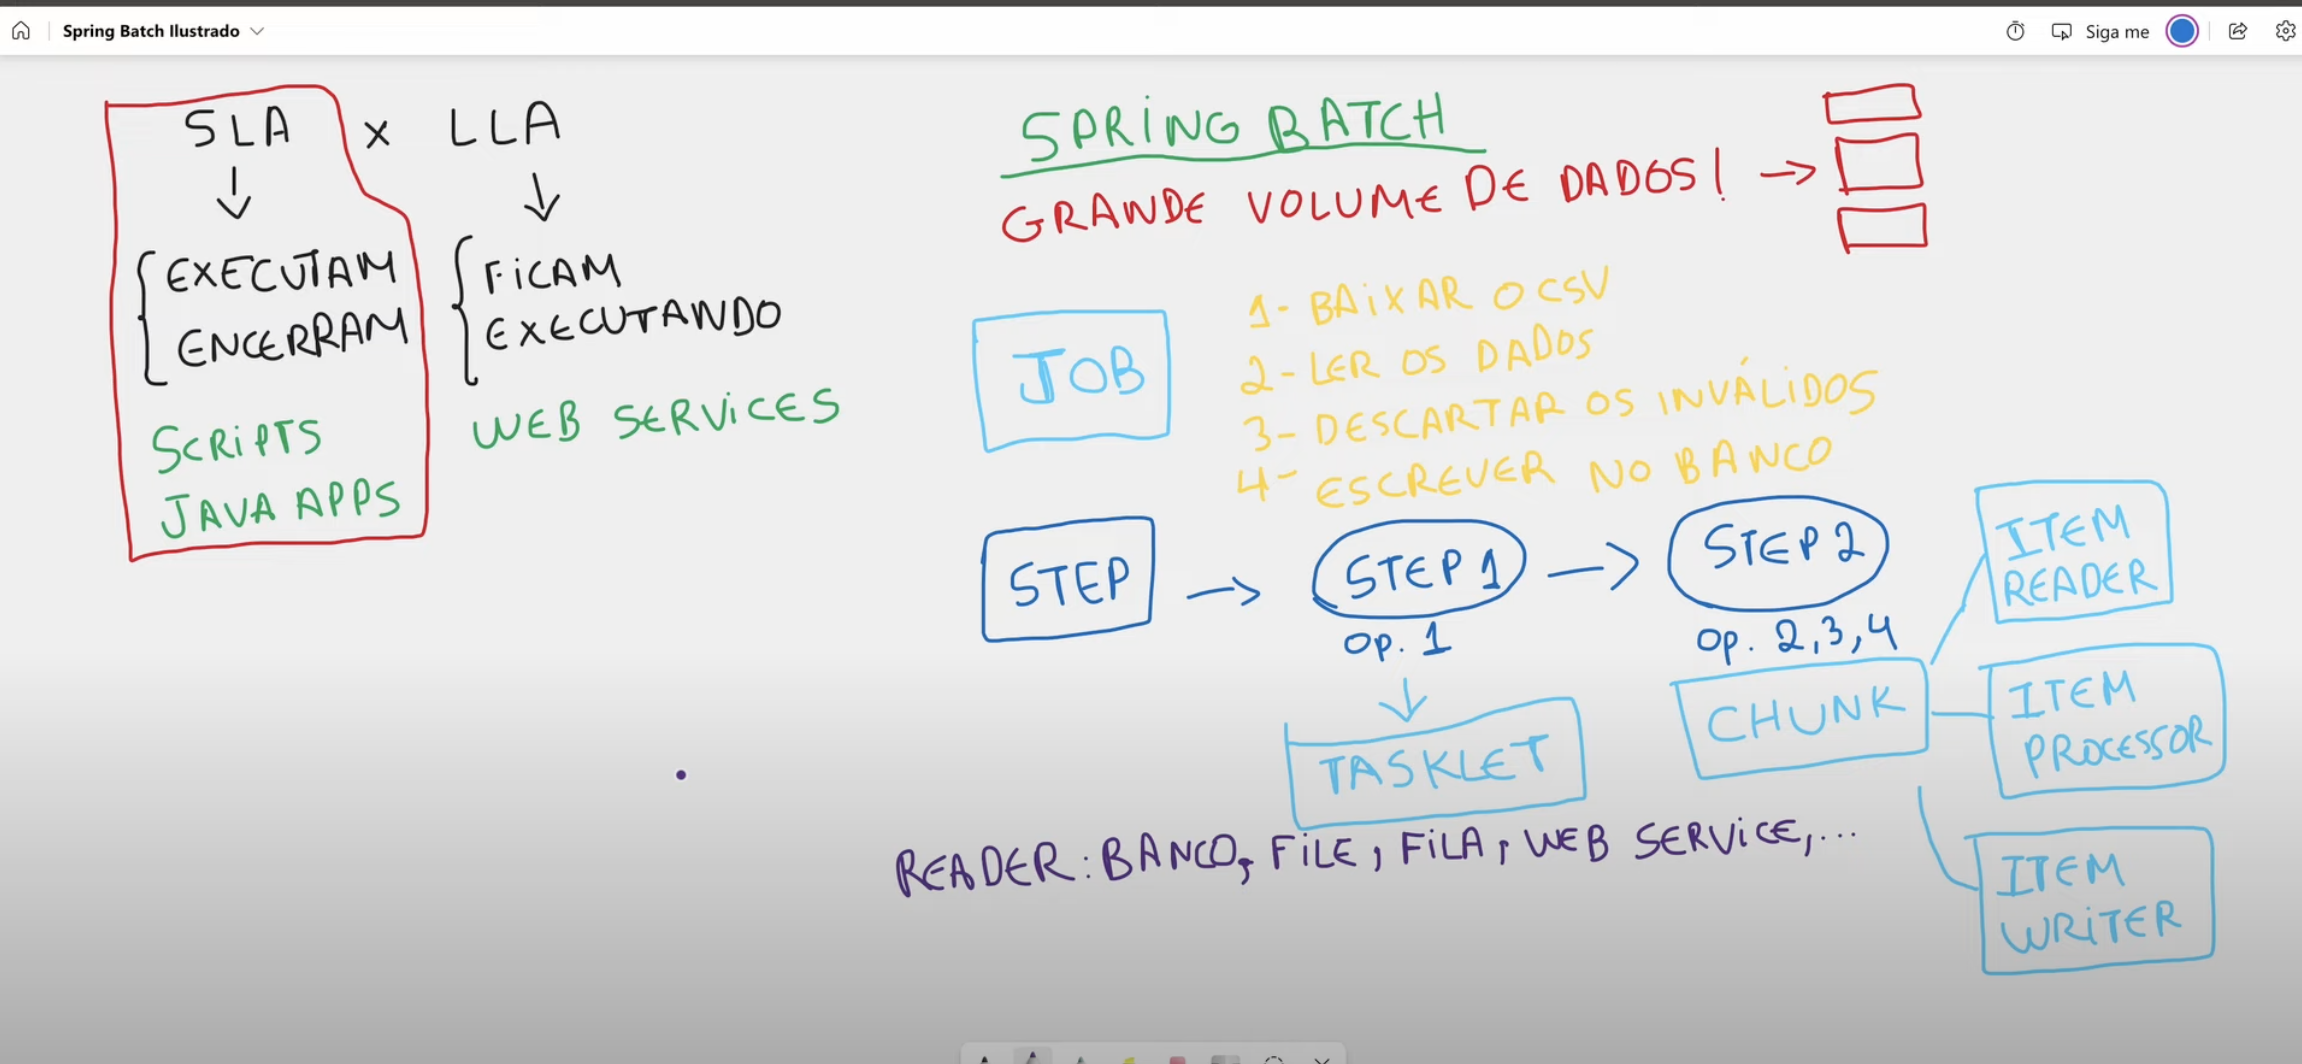 Spring Batch Ilustrado
Siga me
SLA x LLA
EXECUTAM
ENCERRAM
FICAM
EXECUTANDO
SCRIPTS
JAVA APPS
WEB SERVICES
SPRING BATCH
GRANDE VOLUME DE DADOS!
JOB
1- BAIXAR O CSV
2- LER OS DADOS
3- DESCARTAR OS INVÁLIDOS
4- ESCREVER NO BANCO
STEP
STEP 1
STEP 2
Op. 1
Op. 2,3,4
TASKLET
CHUNK
ITEM
READER
ITEM
PROCESSOR
ITEM
WRITER
READER: BANCO, FILE, FILA, WEB SERVICE,...